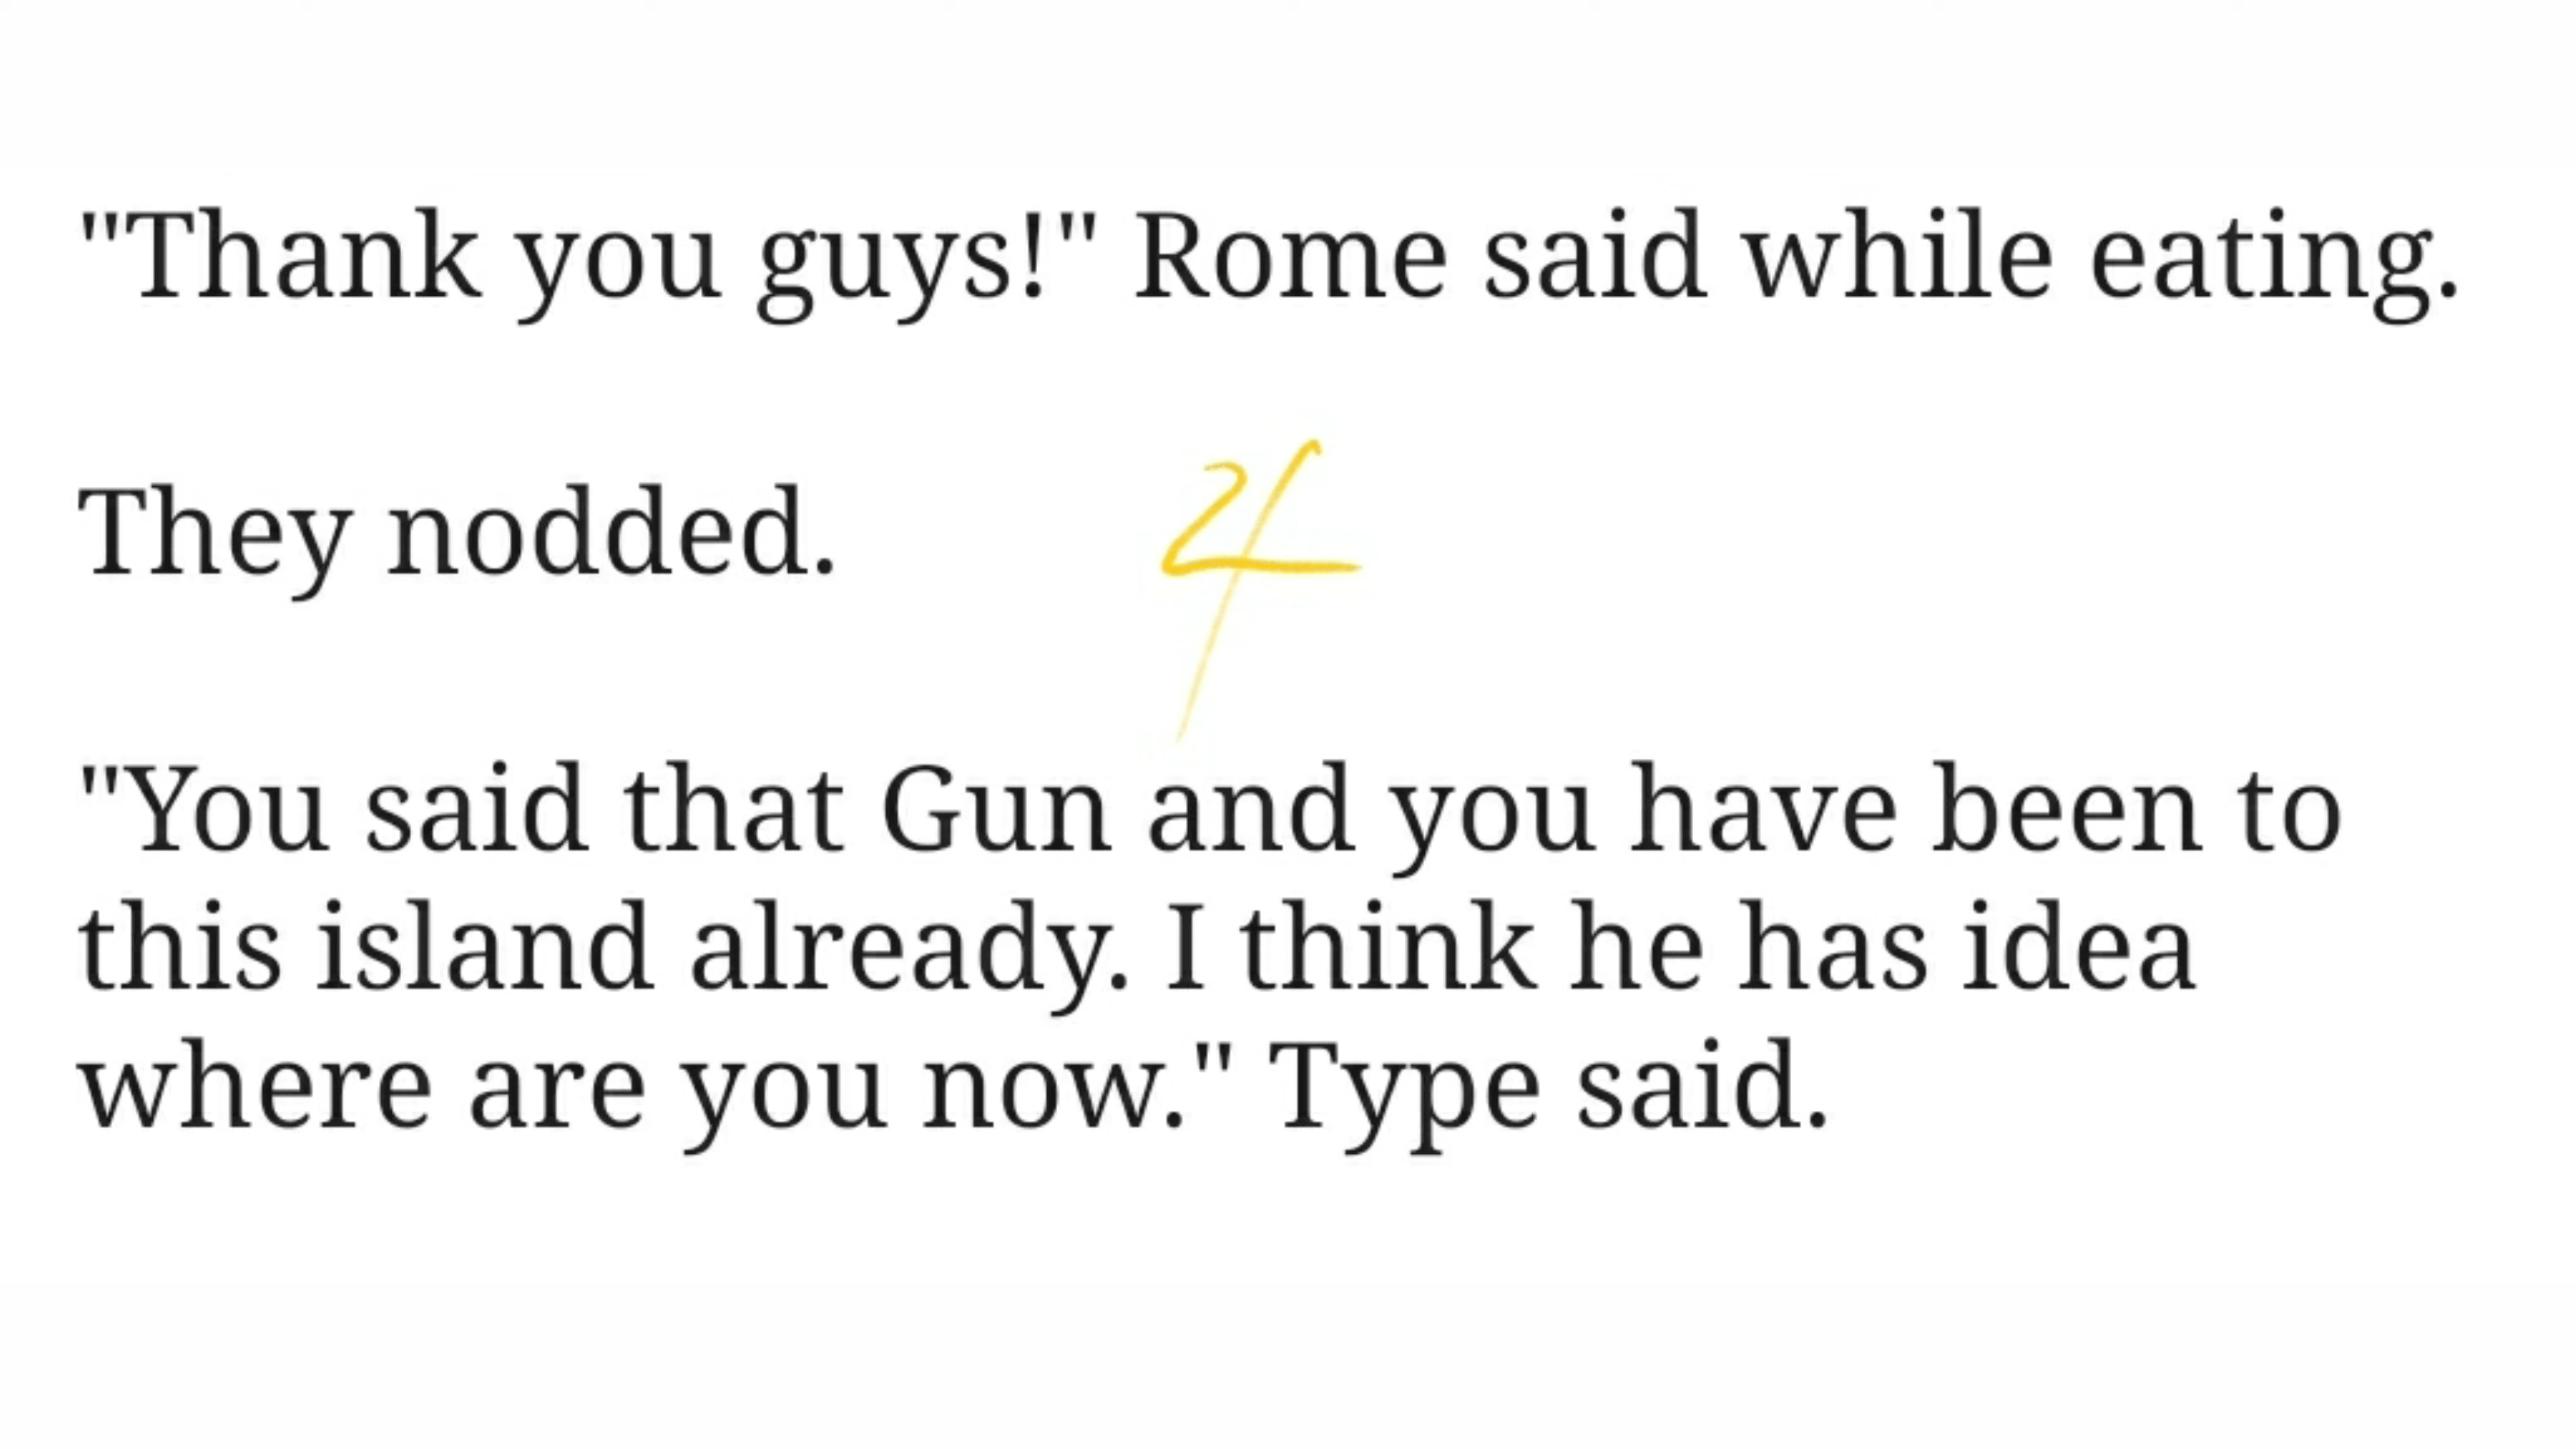 "Thank you guys!" Rome said while eating.
They nodded.
"You said that Gun and you have been to
this island already. I think he has idea
where are you now." Type said.